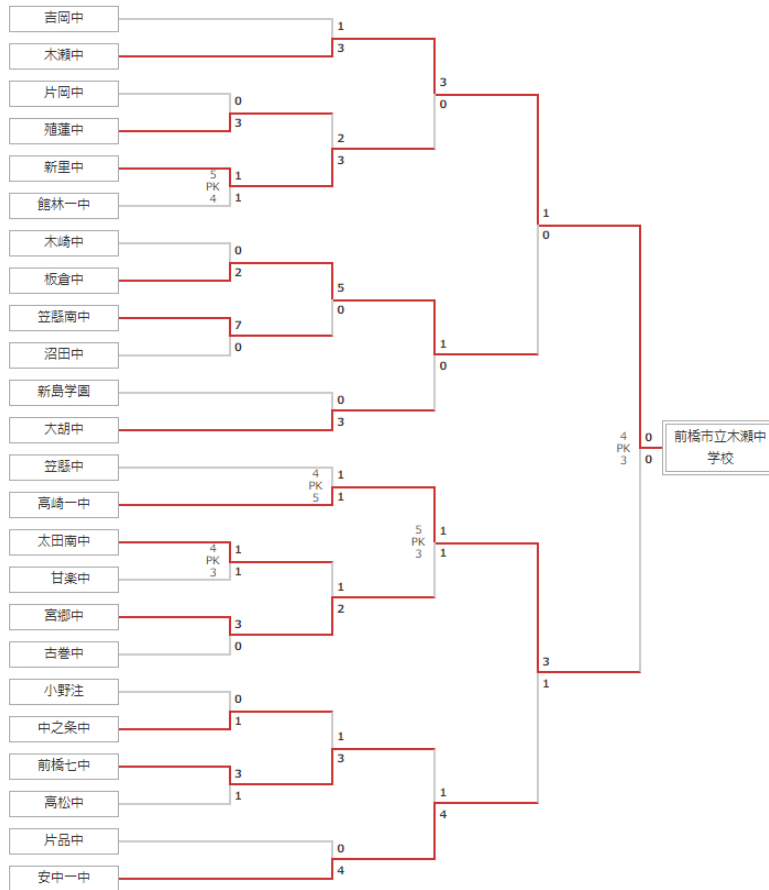 吉岡中
1
木瀬中
3
3
片岡中
0
0
殖蓮中
3
2
新里中
3
5
1
PK
館林一中
4
1
1
木崎中
0
0
板倉中
2
5
笠懸南中
0
7
沼田中
0
1
0
新島学園
0
大胡中
3
4
0
前橋市立木瀬中
PK
学校
3
0
笠懸中
4
1
PK
高崎一中
5
1
太田南中
5
1
4
1
PK
PK
3
1
甘楽中
3
1
1
宮郷中
2
3
古巻中
0
3
小野注
1
0
中之条中
1
1
前橋七中
3
3
高松中
1
1
4
片品中
0
安中一中
4